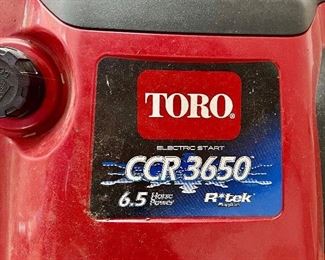 TORO®
ELECTRIC START
CCR 3650
6.5 Horse Power
R*tek